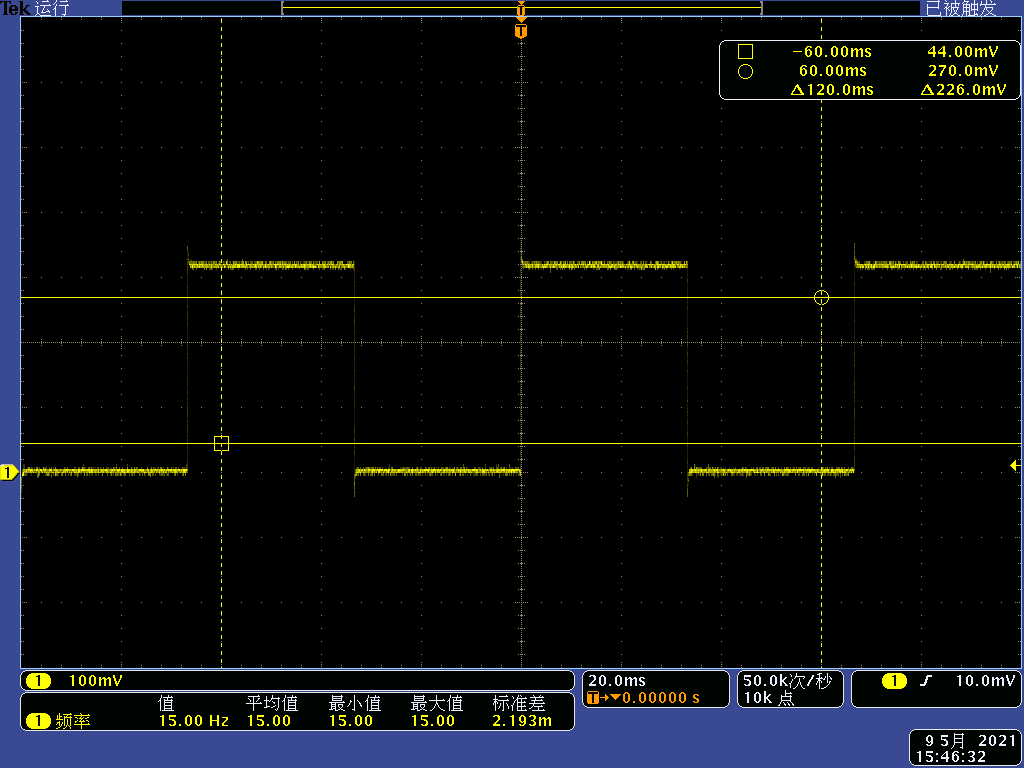 Tek 运行 T 已被触发
T
−60.00ms 44.00mV
60.00ms 270.0mV
Δ120.0ms Δ226.0mV
1
1 100mV 20.0ms 50.0k次/秒 1 10.0mV
T→▼0.00000 s 10k 点
值 平均值 最小值 最大值 标准差
1 频率 15.00 Hz 15.00 15.00 15.00 2.193m
9 5月 2021
15:46:32